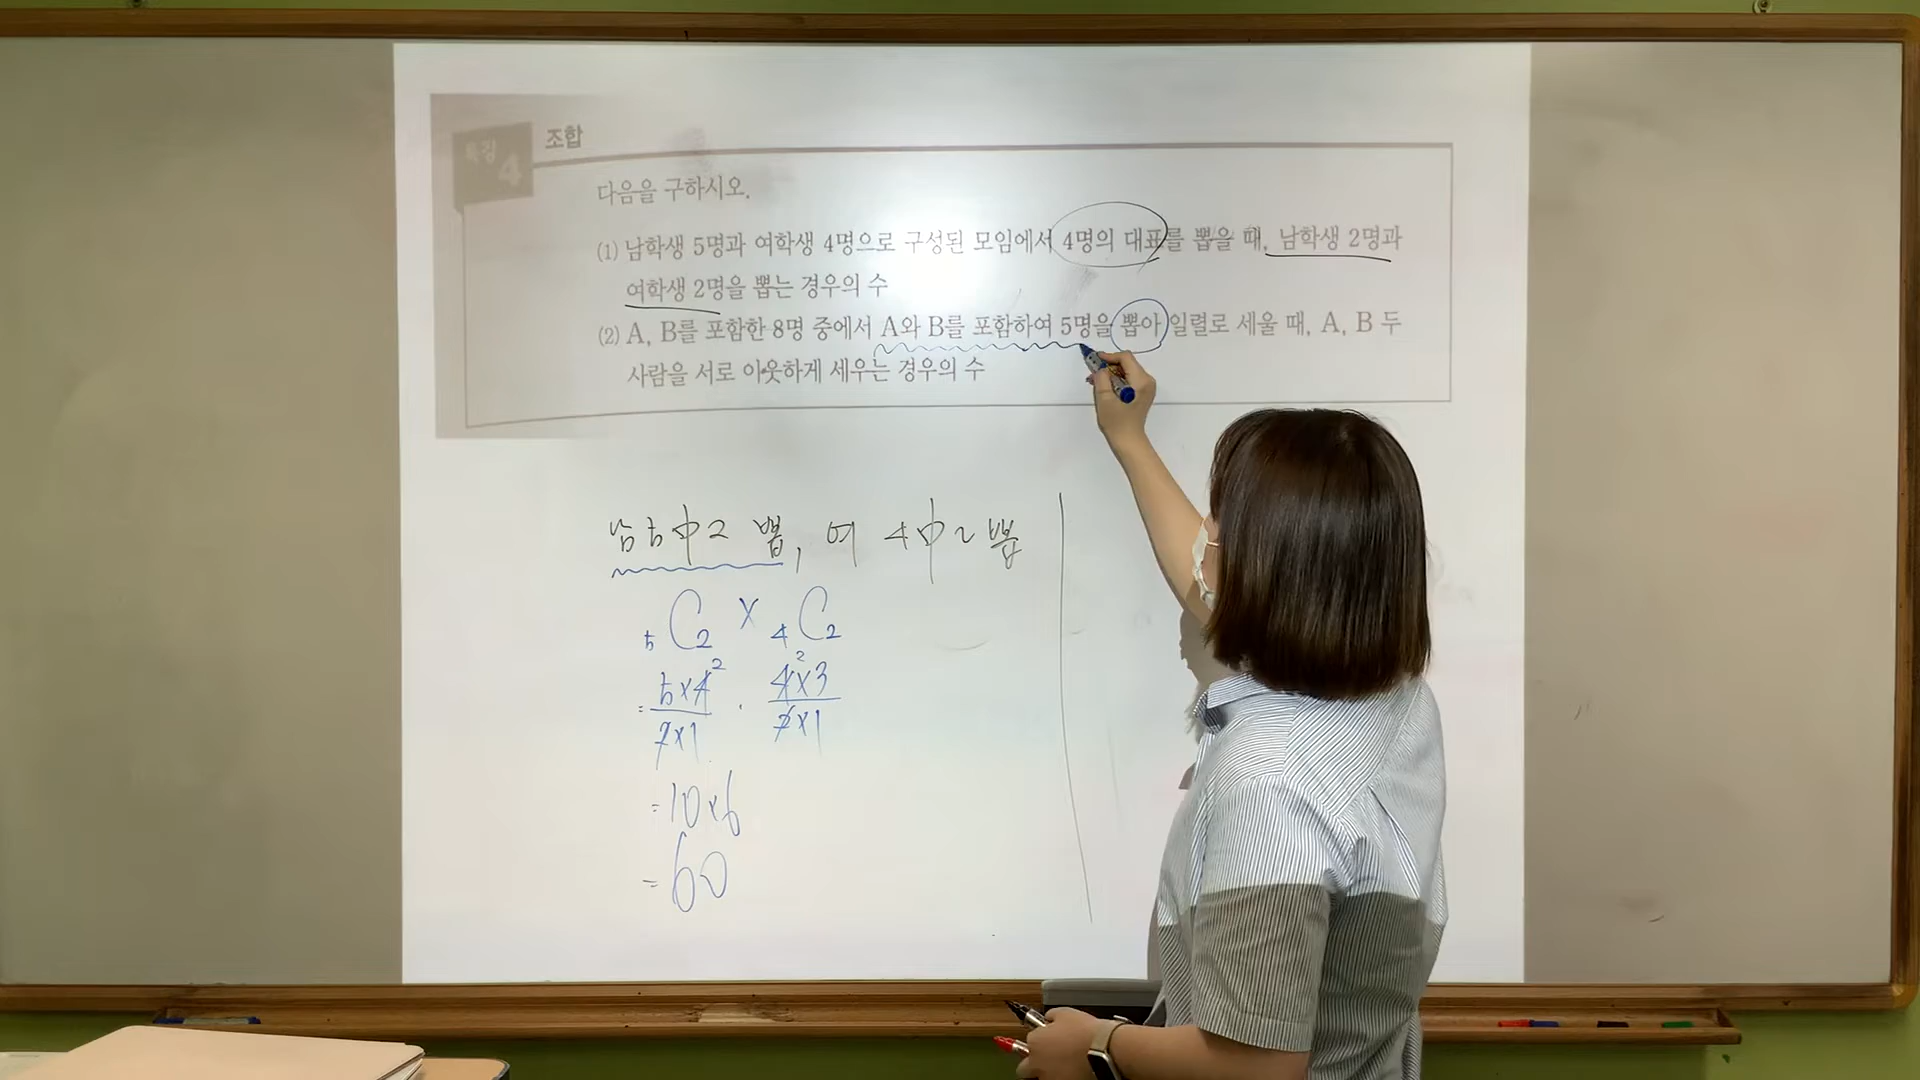 특강 4 조합
다음을 구하시오.
(1) 남학생 5명과 여학생 4명으로 구성된 모임에서 4명의 대표를 뽑을 때, 남학생 2명과
여학생 2명을 뽑는 경우의 수
(2) A, B를 포함한 8명 중에서 A와 B를 포함하여 5명을 뽑아 일렬로 세울 때, A, B 두
사람을 서로 이웃하게 세우는 경우의 수
남5中2 뽑, 여 4中2 뽑
₅C₂ × ₄C₂
= 5×4 2 / 2×1 · 4×3 2 / 2×1
= 10×6
= 60